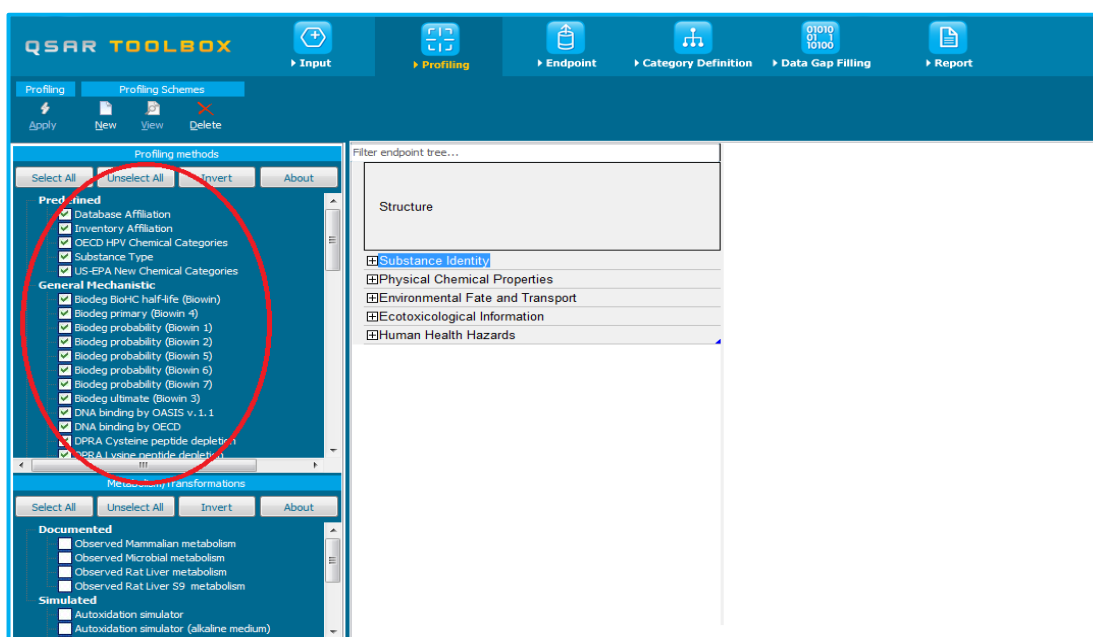 QSAR TOOLBOX
Input
Profiling
Endpoint
01010
01 1
10100
Category Definition
Data Gap Filling
Report
Profiling
Profiling Schemes
Apply
New
View
Delete
Profiling methods
Select All
Unselect All
Invert
About
Predefined
Database Affiliation
Inventory Affiliation
OECD HPV Chemical Categories
Substance Type
US-EPA New Chemical Categories
General Mechanistic
Biodeg BioHC half-life (Biowin)
Biodeg primary (Biowin 4)
Biodeg probability (Biowin 1)
Biodeg probability (Biowin 2)
Biodeg probability (Biowin 5)
Biodeg probability (Biowin 6)
Biodeg probability (Biowin 7)
Biodeg ultimate (Biowin 3)
DNA binding by OASIS v.1.1
DNA binding by OECD
DPRA Cysteine peptide depletion
DPRA Lysine peptide depletion
Metabolism/Transformations
Select All
Unselect All
Invert
About
Documented
Observed Mammalian metabolism
Observed Microbial metabolism
Observed Rat Liver metabolism
Observed Rat Liver S9 metabolism
Simulated
Autoxidation simulator
Autoxidation simulator (alkaline medium)
Filter endpoint tree...
Structure
Substance Identity
Physical Chemical Properties
Environmental Fate and Transport
Ecotoxicological Information
Human Health Hazards